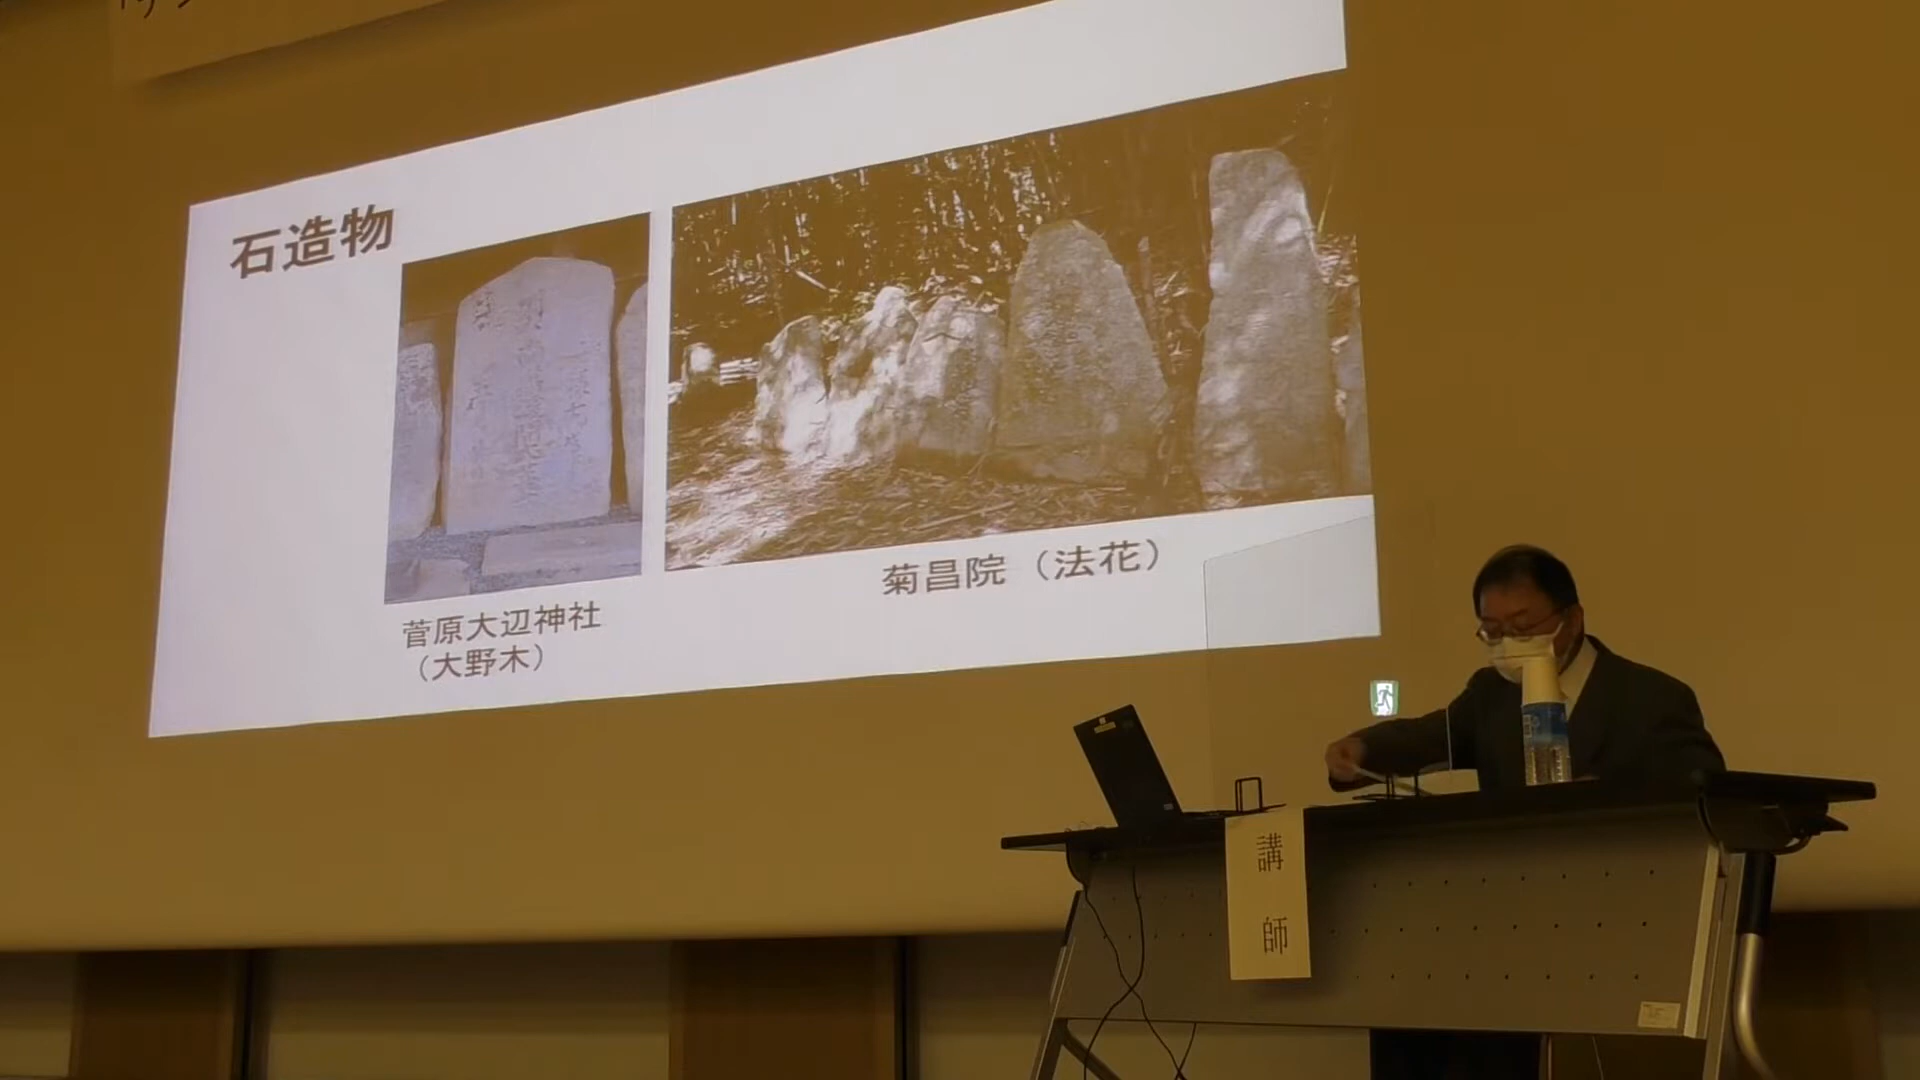 石造物
菅原大辺神社
（大野木）
菊昌院（法花）
講師